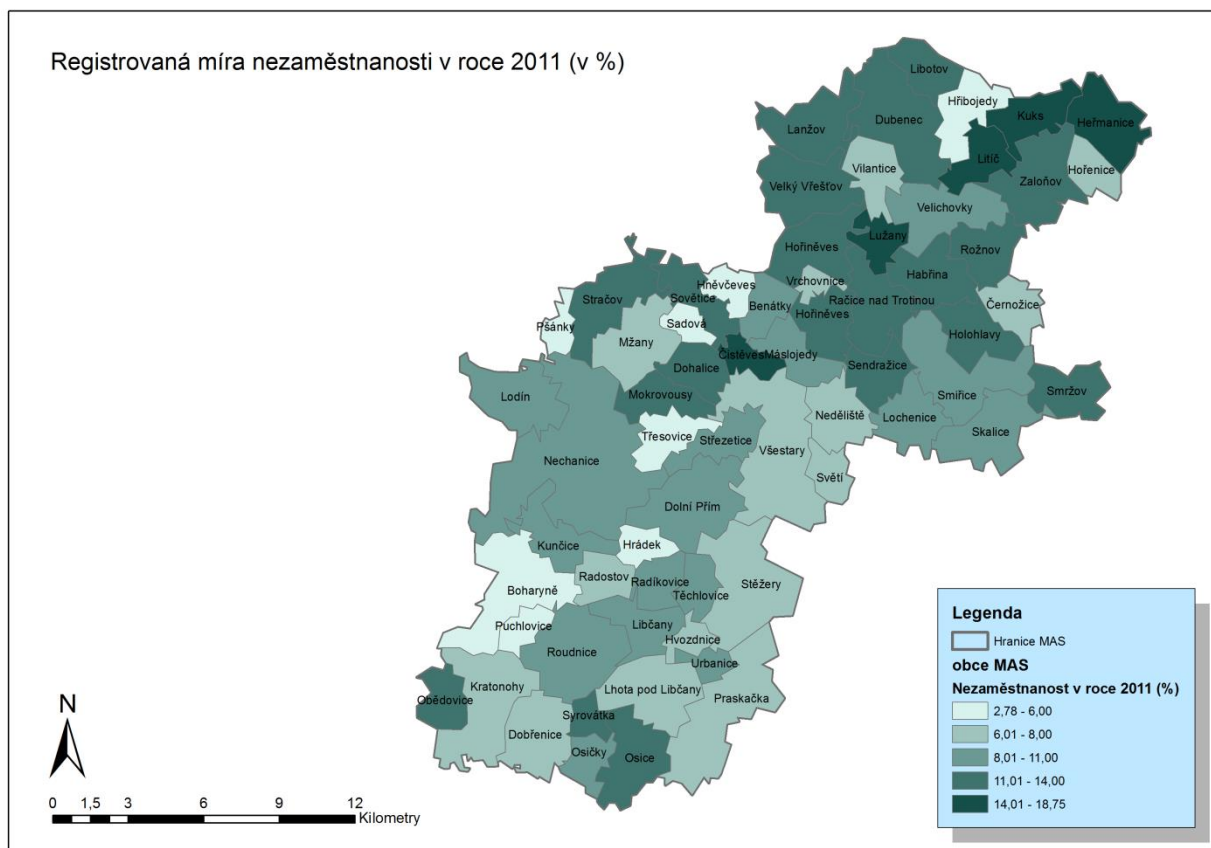 Registrovaná míra nezaměstnanosti v roce 2011 (v %)
Libotov
Hřibojedy
Kuks
Heřmanice
Lanžov
Dubenec
Litíč
Vilantice
Hořenice
Zaloňov
Velký Vřešťov
Velichovky
Lužany
Hořiněves
Rožnov
Habřina
Vrchovnice
Hněvčeves
Černožice
Stračov
Sovětice
Benátky
Račice nad Trotinou
Hořiněves
Pšánky
Sadová
Holohlavy
Mžany
Čistěves
Máslojedy
Dohalice
Sendražice
Smržov
Mokrovousy
Lodín
Smiřice
Neděliště
Lochenice
Skalice
Třesovice
Střezetice
Všestary
Nechanice
Světí
Dolní Přím
Kunčice
Hrádek
Radostov
Radíkovice
Stěžery
Boharyně
Těchlovice
Puchlovice
Libčany
Hvozdnice
Roudnice
Urbanice
Kratonohy
Lhota pod Libčany
Praskačka
Obědovice
Syrovátka
Dobřenice
Osičky
Osice
N
0 1,5 3 6 9 12
Kilometry
Legenda
Hranice MAS
obce MAS
Nezaměstnanost v roce 2011 (%)
2,78 - 6,00
6,01 - 8,00
8,01 - 11,00
11,01 - 14,00
14,01 - 18,75